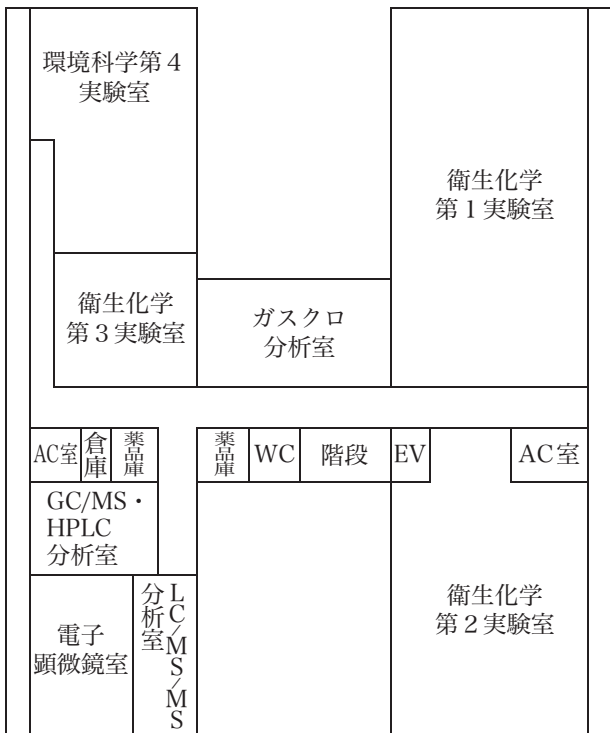 環境科学第4
実験室
衛生化学
第1実験室
衛生化学
第3実験室
ガスクロ
分析室
AC室
倉庫
薬品庫
薬品庫
WC
階段
EV
AC室
GC/MS・
HPLC
分析室
電子
顕微鏡室
LC/MS/MS
分析室
衛生化学
第2実験室